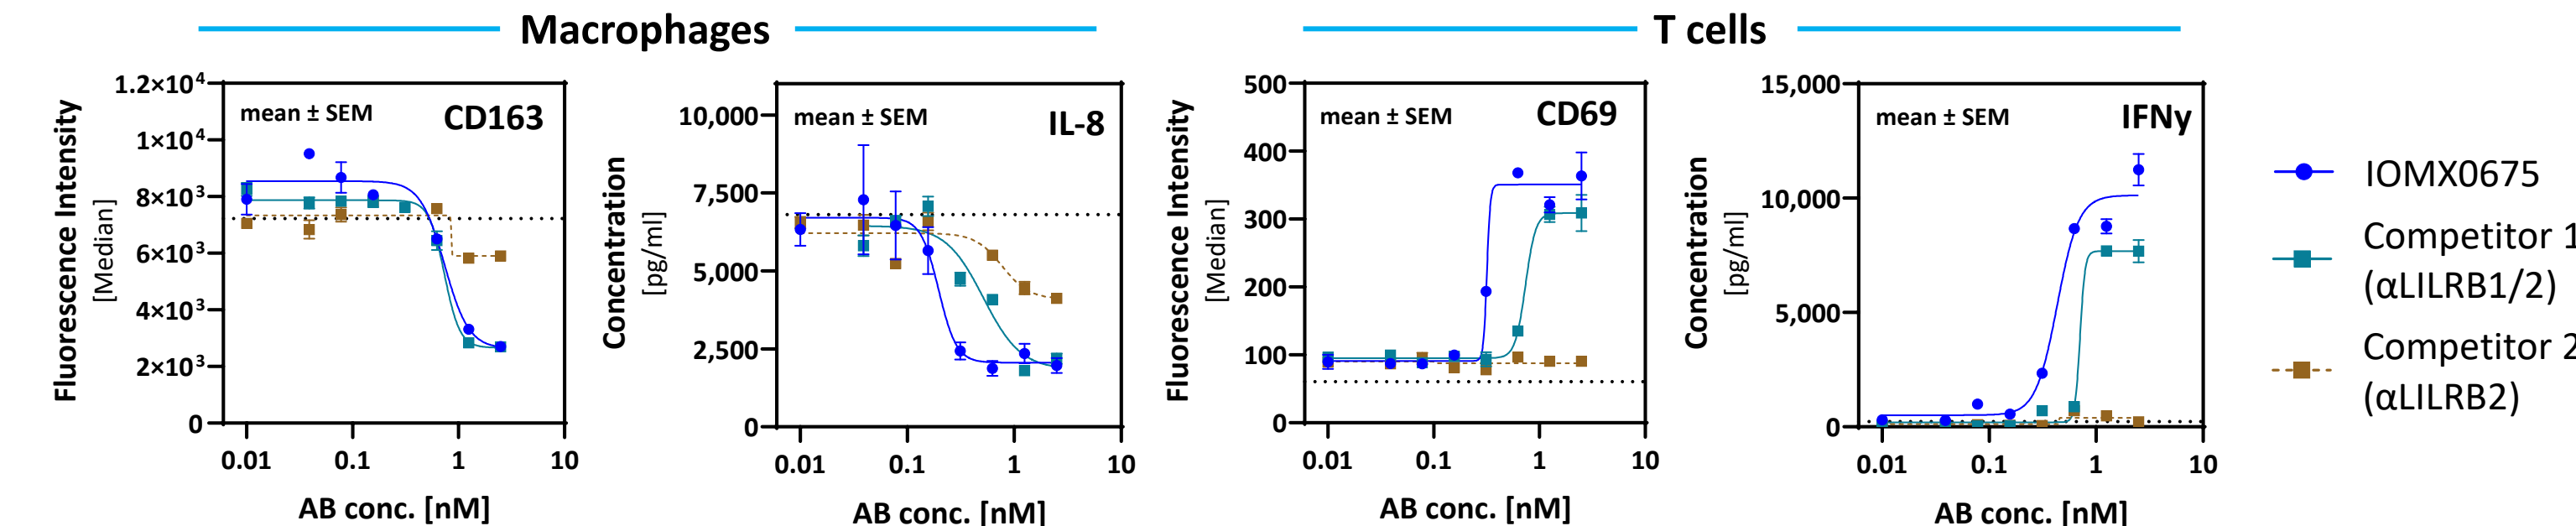 Macrophages
T cells
Fluorescence Intensity
[Median]
1.2×10⁴
1×10⁴
8×10³
6×10³
4×10³
2×10³
0
mean ± SEM
CD163
0.01
0.1
1
10
AB conc. [nM]
Concentration
[pg/ml]
10,000
7,500
5,000
2,500
0
mean ± SEM
IL-8
0.01
0.1
1
10
AB conc. [nM]
Fluorescence Intensity
[Median]
500
400
300
200
100
0
mean ± SEM
CD69
0.01
0.1
1
10
AB conc. [nM]
Concentration
[pg/ml]
15,000
10,000
5,000
0
mean ± SEM
IFNy
0.01
0.1
1
10
AB conc. [nM]
IOMX0675
Competitor 1
(αLILRB1/2)
Competitor 2
(αLILRB2)